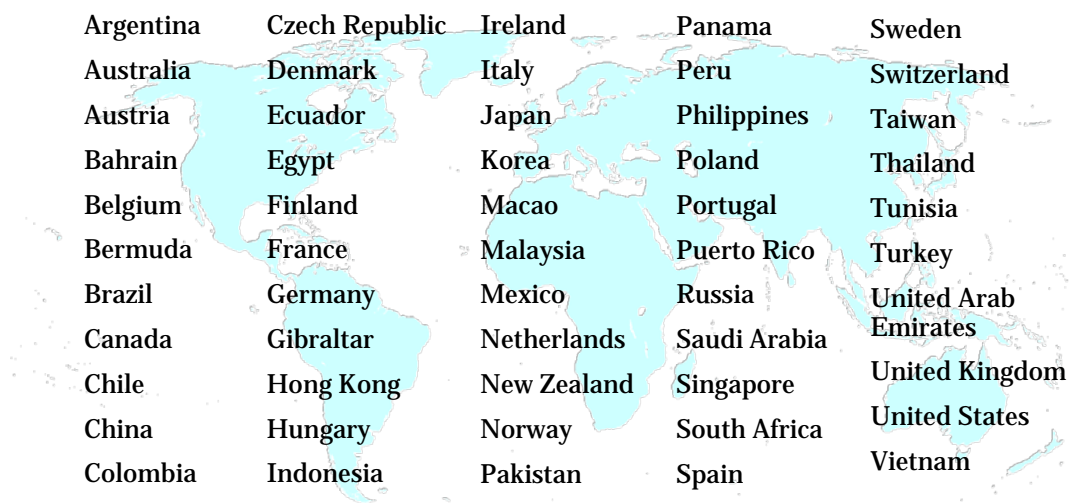 Argentina
Australia
Austria
Bahrain
Belgium
Bermuda
Brazil
Canada
Chile
China
Colombia
Czech Republic
Denmark
Ecuador
Egypt
Finland
France
Germany
Gibraltar
Hong Kong
Hungary
Indonesia
Ireland
Italy
Japan
Korea
Macao
Malaysia
Mexico
Netherlands
New Zealand
Norway
Pakistan
Panama
Peru
Philippines
Poland
Portugal
Puerto Rico
Russia
Saudi Arabia
Singapore
South Africa
Spain
Sweden
Switzerland
Taiwan
Thailand
Tunisia
Turkey
United Arab
Emirates
United Kingdom
United States
Vietnam